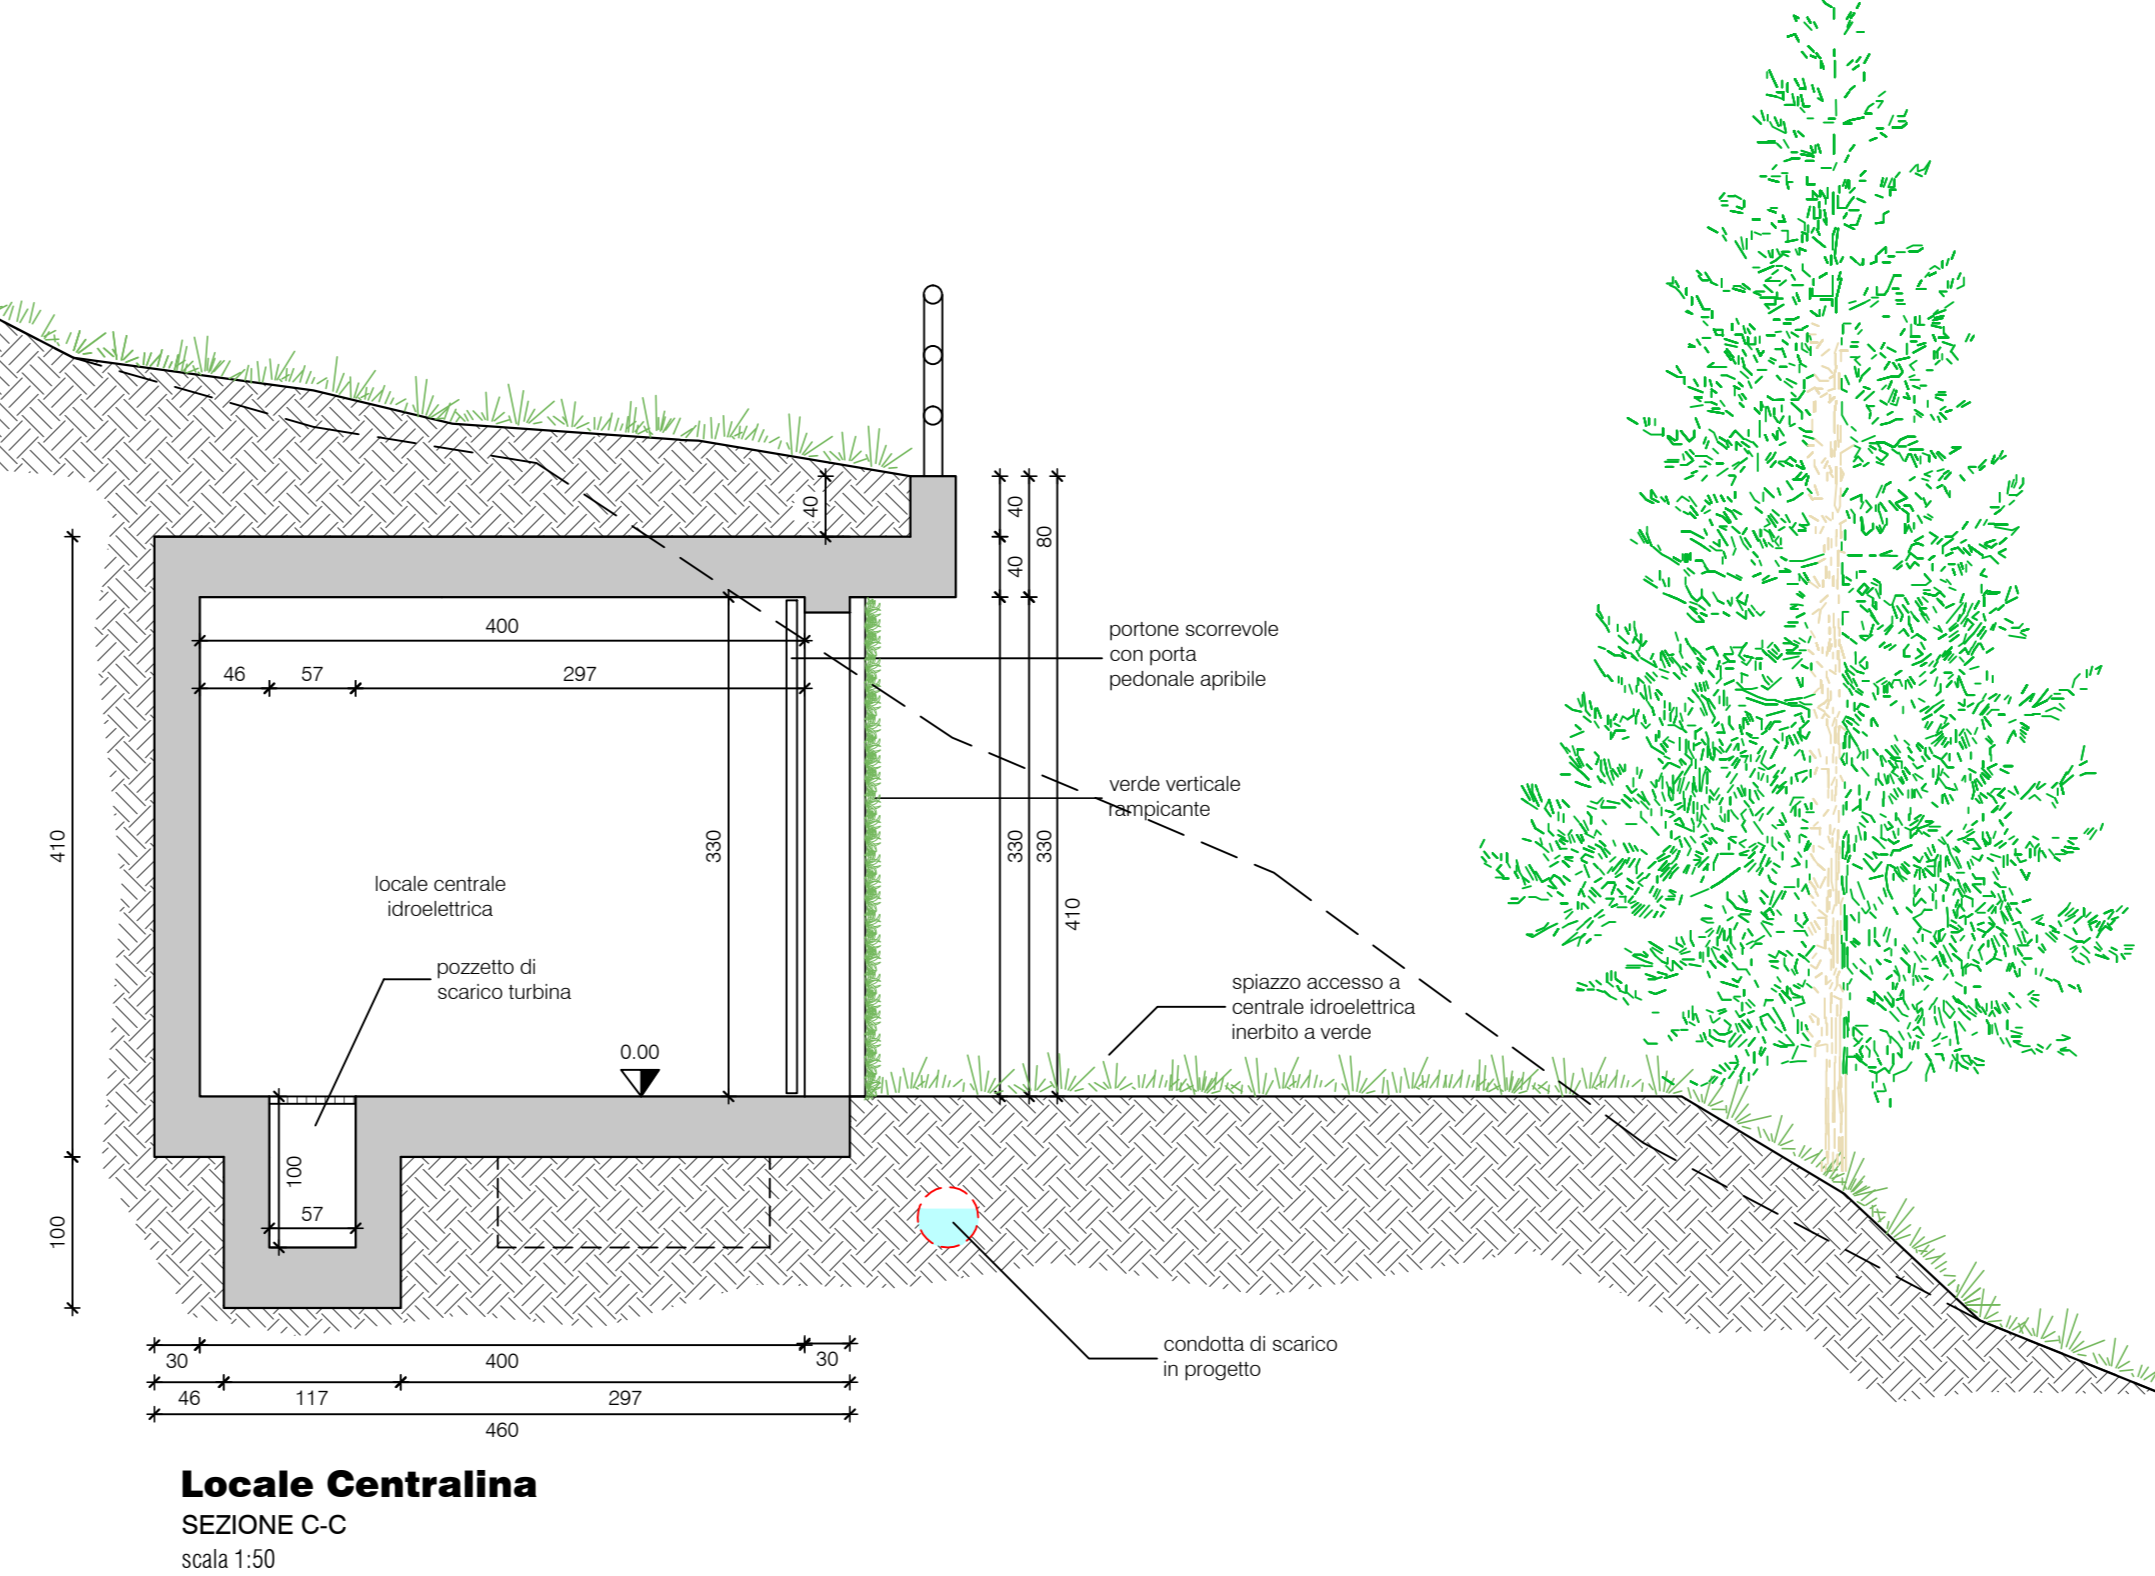 40
40
40
80
400
46
57
297
portone scorrevole
con porta
pedonale apribile
verde verticale
rampicante
410
330
330
330
410
locale centrale
idroelettrica
pozzetto di
scarico turbina
spiazzo accesso a
centrale idroelettrica
inerbito a verde
0.00
100
57
100
condotta di scarico
in progetto
30
400
30
46
117
297
460
Locale Centralina
SEZIONE C-C
scala 1:50